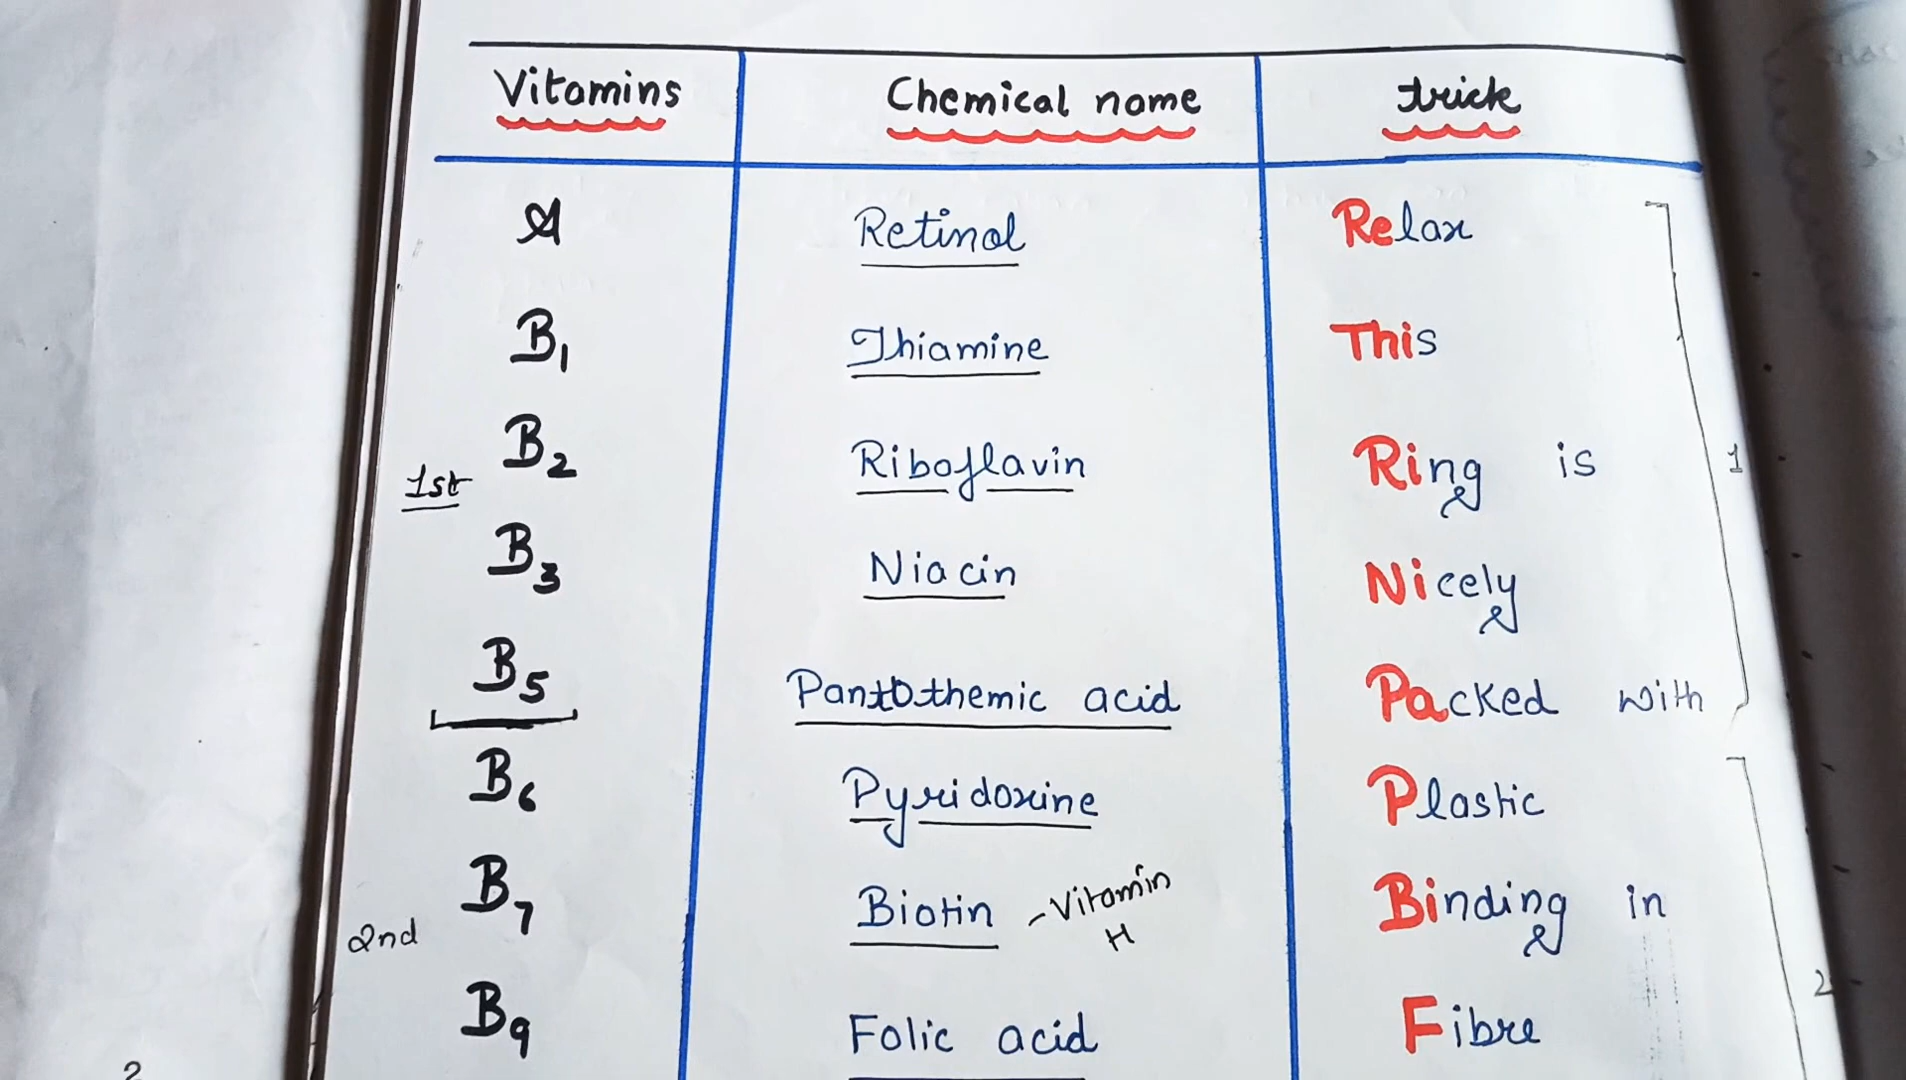 Vitamins Chemical name trick
A Retinol Relax
B1 Thiamine This
B2 Riboflavin Ring is
1st
1
B3 Niacin Nicely
B5 Pantothemic acid Packed with
B6 Pyridoxine Plastic
B7 Biotin - Vitamin H Binding in
2nd
2
B9 Folic acid Fibre
2